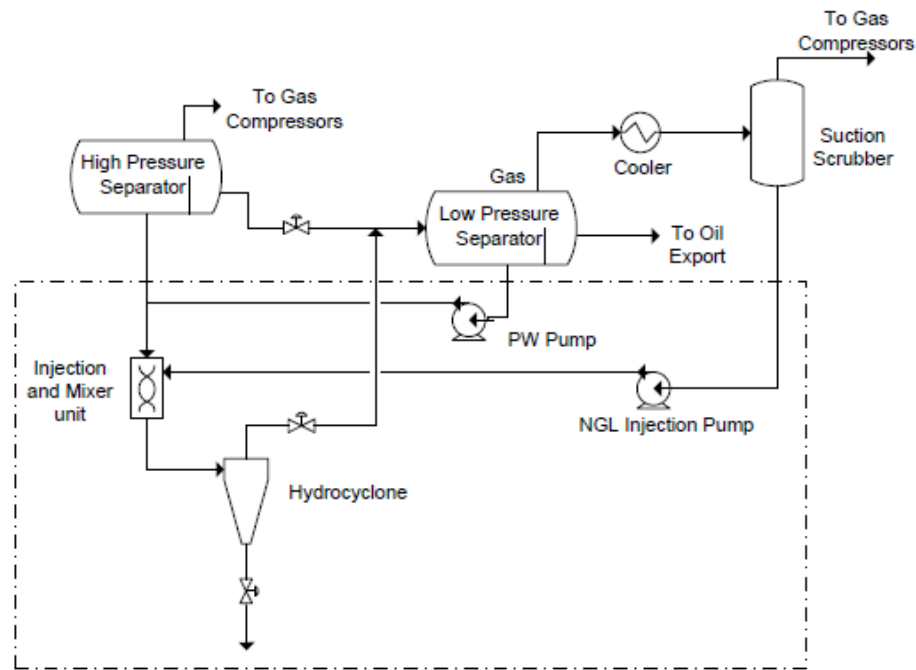 To Gas
Compressors
To Gas
Compressors
High Pressure
Separator
Suction
Scrubber
Cooler
Gas
Low Pressure
Separator
To Oil
Export
PW Pump
Injection
and Mixer
unit
NGL Injection Pump
Hydrocyclone